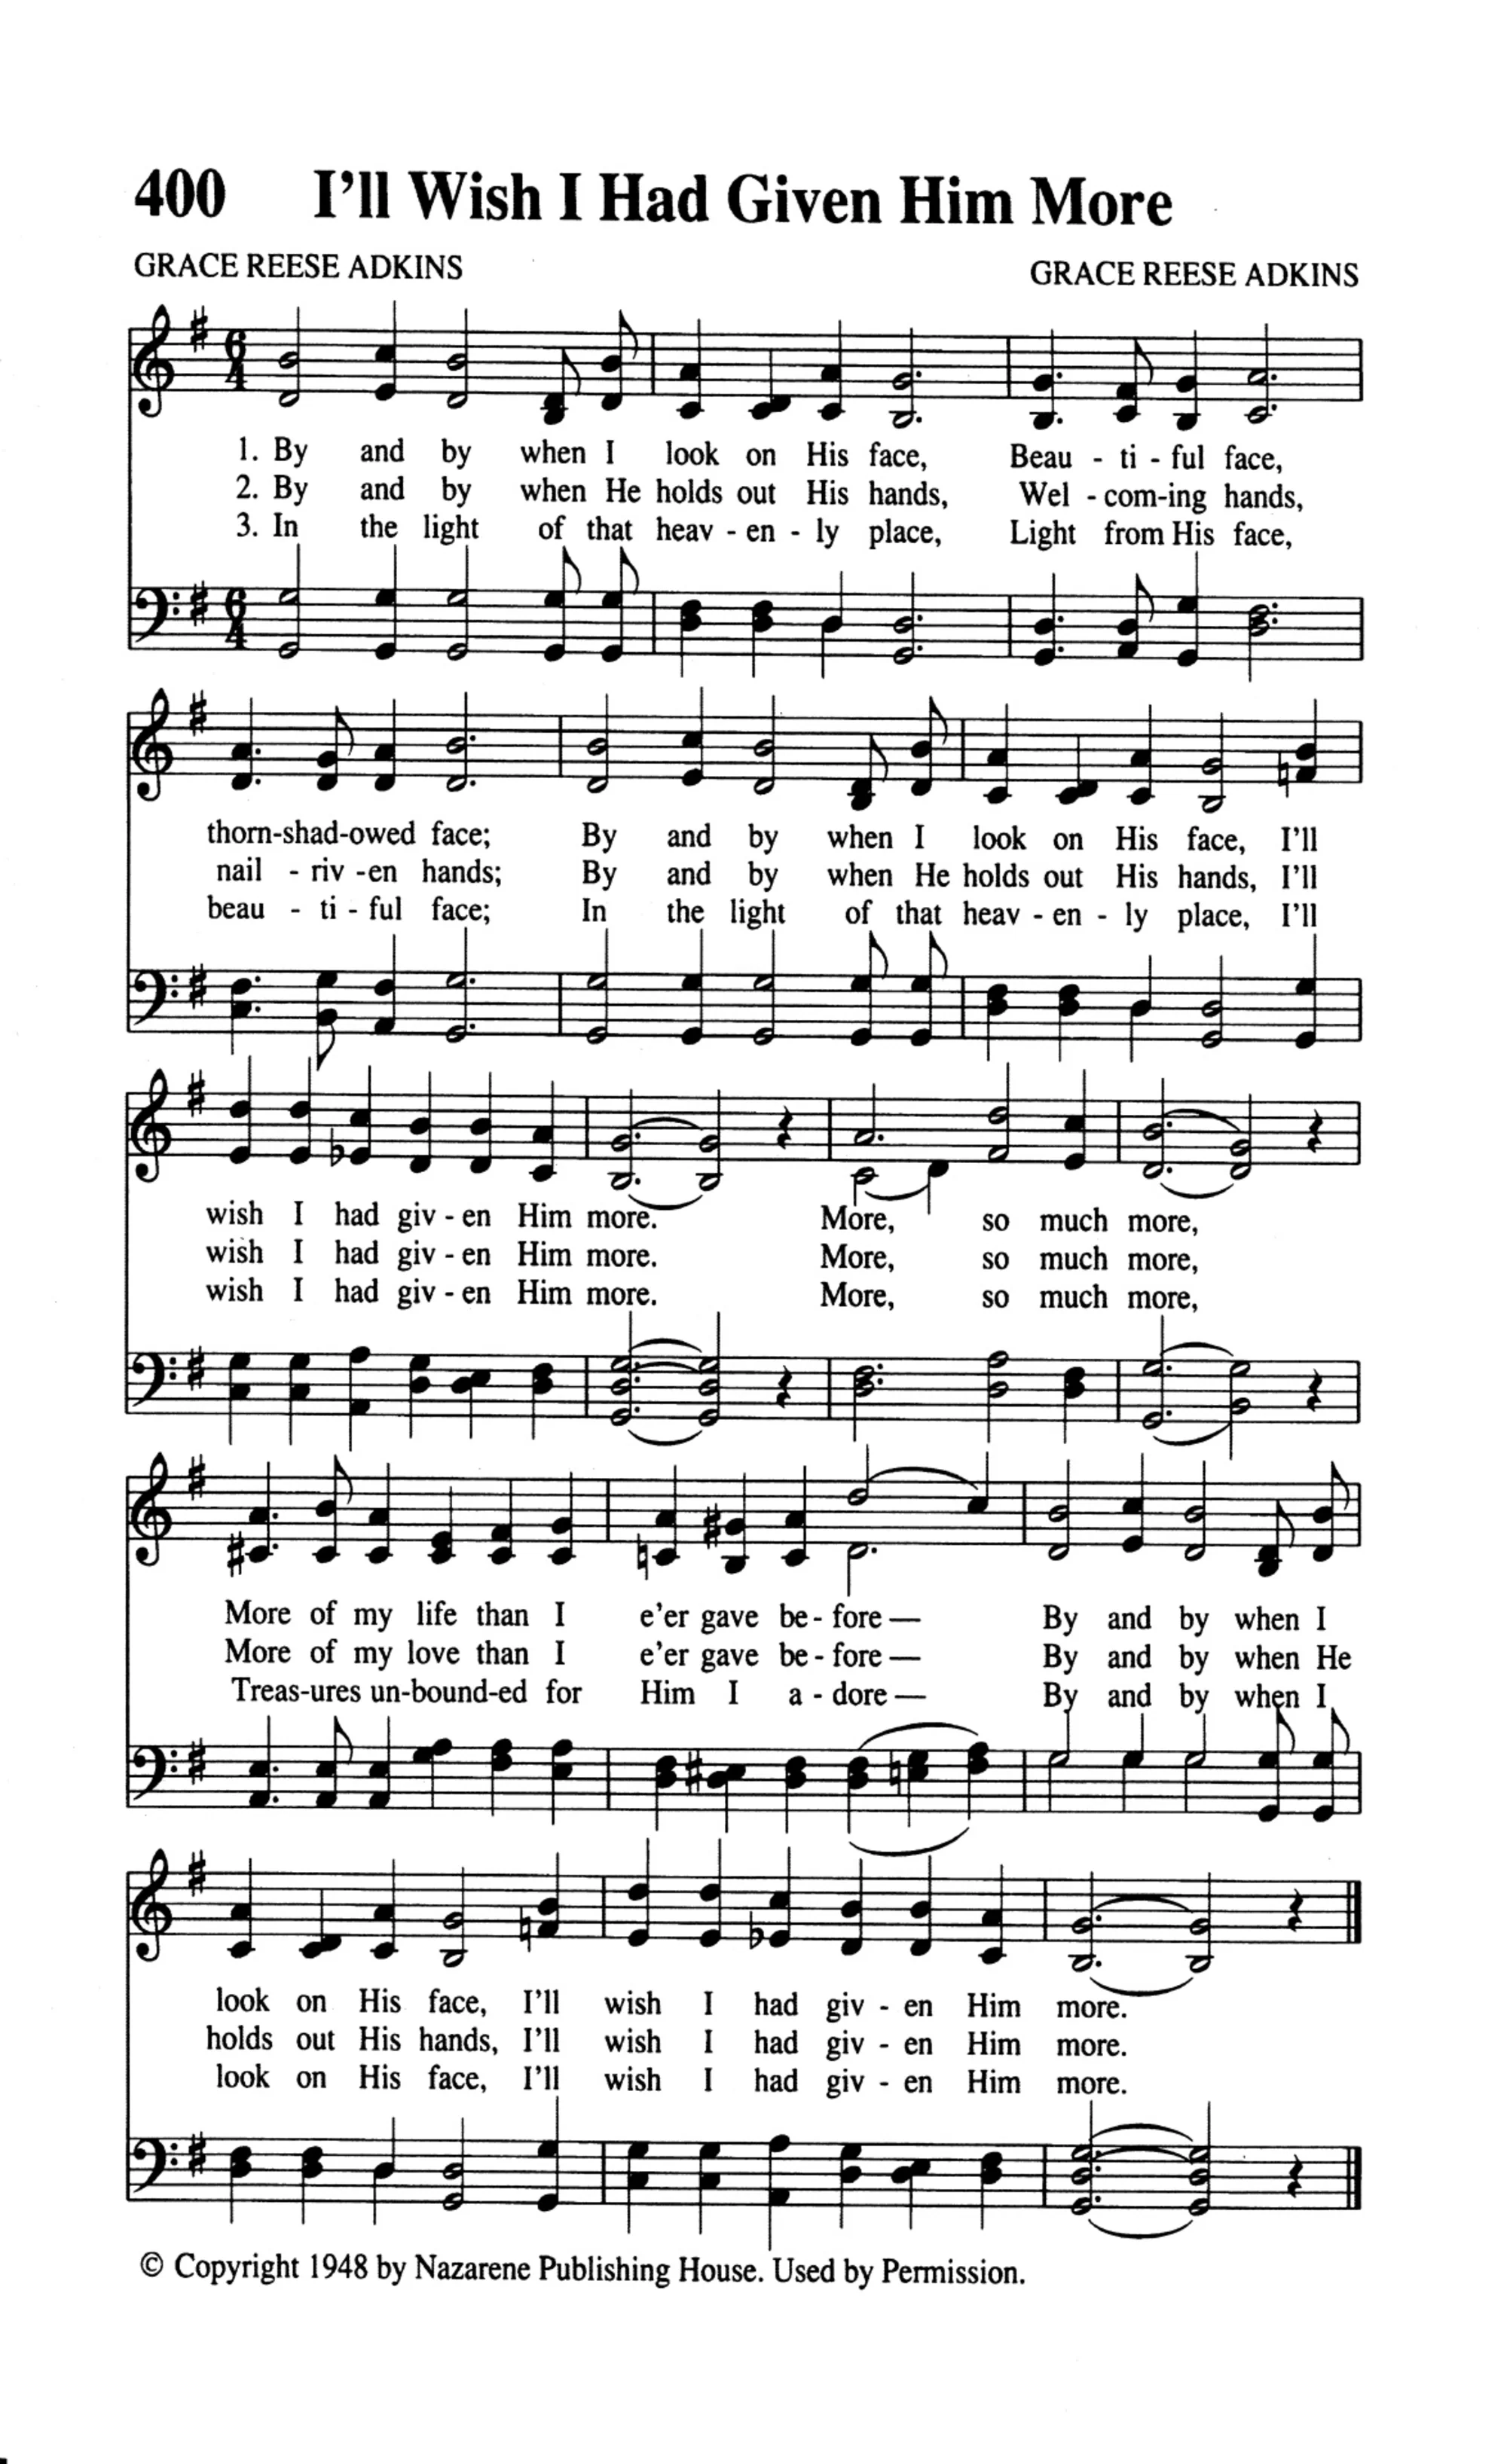 400 I'll Wish I Had Given Him More
GRACE REESE ADKINS GRACE REESE ADKINS
6 4
1. By and by when I look on His face, Beau - ti - ful face,
2. By and by when He holds out His hands, Wel - com-ing hands,
3. In the light of that heav - en - ly place, Light from His face,
6 4
thorn-shad-owed face; By and by when I look on His face, I'll
nail - riv -en hands; By and by when He holds out His hands, I'll
beau - ti - ful face; In the light of that heav - en - ly place, I'll
wish I had giv - en Him more. More, so much more,
wish I had giv - en Him more. More, so much more,
wish I had giv - en Him more. More, so much more,
More of my life than I e'er gave be - fore — By and by when I
More of my love than I e'er gave be - fore — By and by when He
Treas-ures un-bound-ed for Him I a - dore — By and by when I
look on His face, I'll wish I had giv - en Him more.
holds out His hands, I'll wish I had giv - en Him more.
look on His face, I'll wish I had giv - en Him more.
© Copyright 1948 by Nazarene Publishing House. Used by Permission.